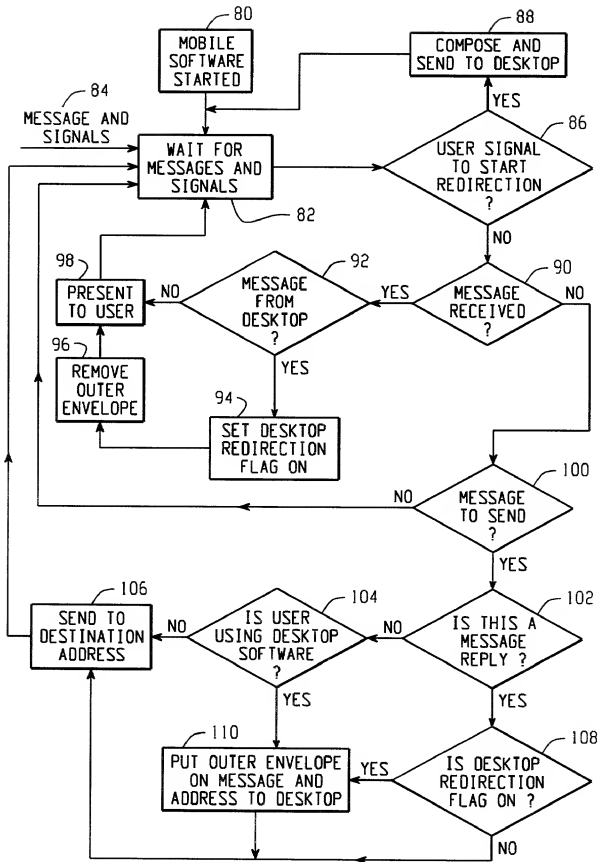 80
MOBILE
SOFTWARE
STARTED
88
COMPOSE AND
SEND TO DESKTOP
84
MESSAGE AND
SIGNALS
YES
86
WAIT FOR
MESSAGES AND
SIGNALS
82
USER SIGNAL
TO START
REDIRECTION
?
NO
98
PRESENT
TO USER
NO
92
MESSAGE
FROM
DESKTOP
?
YES
90
MESSAGE
RECEIVED
?
NO
96
REMOVE
OUTER
ENVELOPE
YES
94
SET DESKTOP
REDIRECTION
FLAG ON
100
NO
MESSAGE
TO SEND
?
YES
106
SEND TO
DESTINATION
ADDRESS
NO
104
IS USER
USING DESKTOP
SOFTWARE
?
NO
102
IS THIS A
MESSAGE
REPLY ?
YES
YES
110
PUT OUTER ENVELOPE
ON MESSAGE AND
ADDRESS TO DESKTOP
YES
108
IS DESKTOP
REDIRECTION
FLAG ON ?
NO